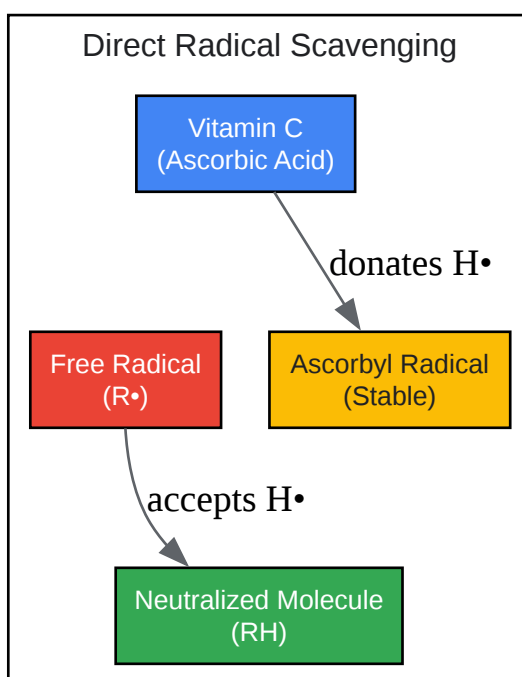 Direct Radical Scavenging
Vitamin C
(Ascorbic Acid)
donates H•
Free Radical
(R•)
Ascorbyl Radical
(Stable)
accepts H•
Neutralized Molecule
(RH)